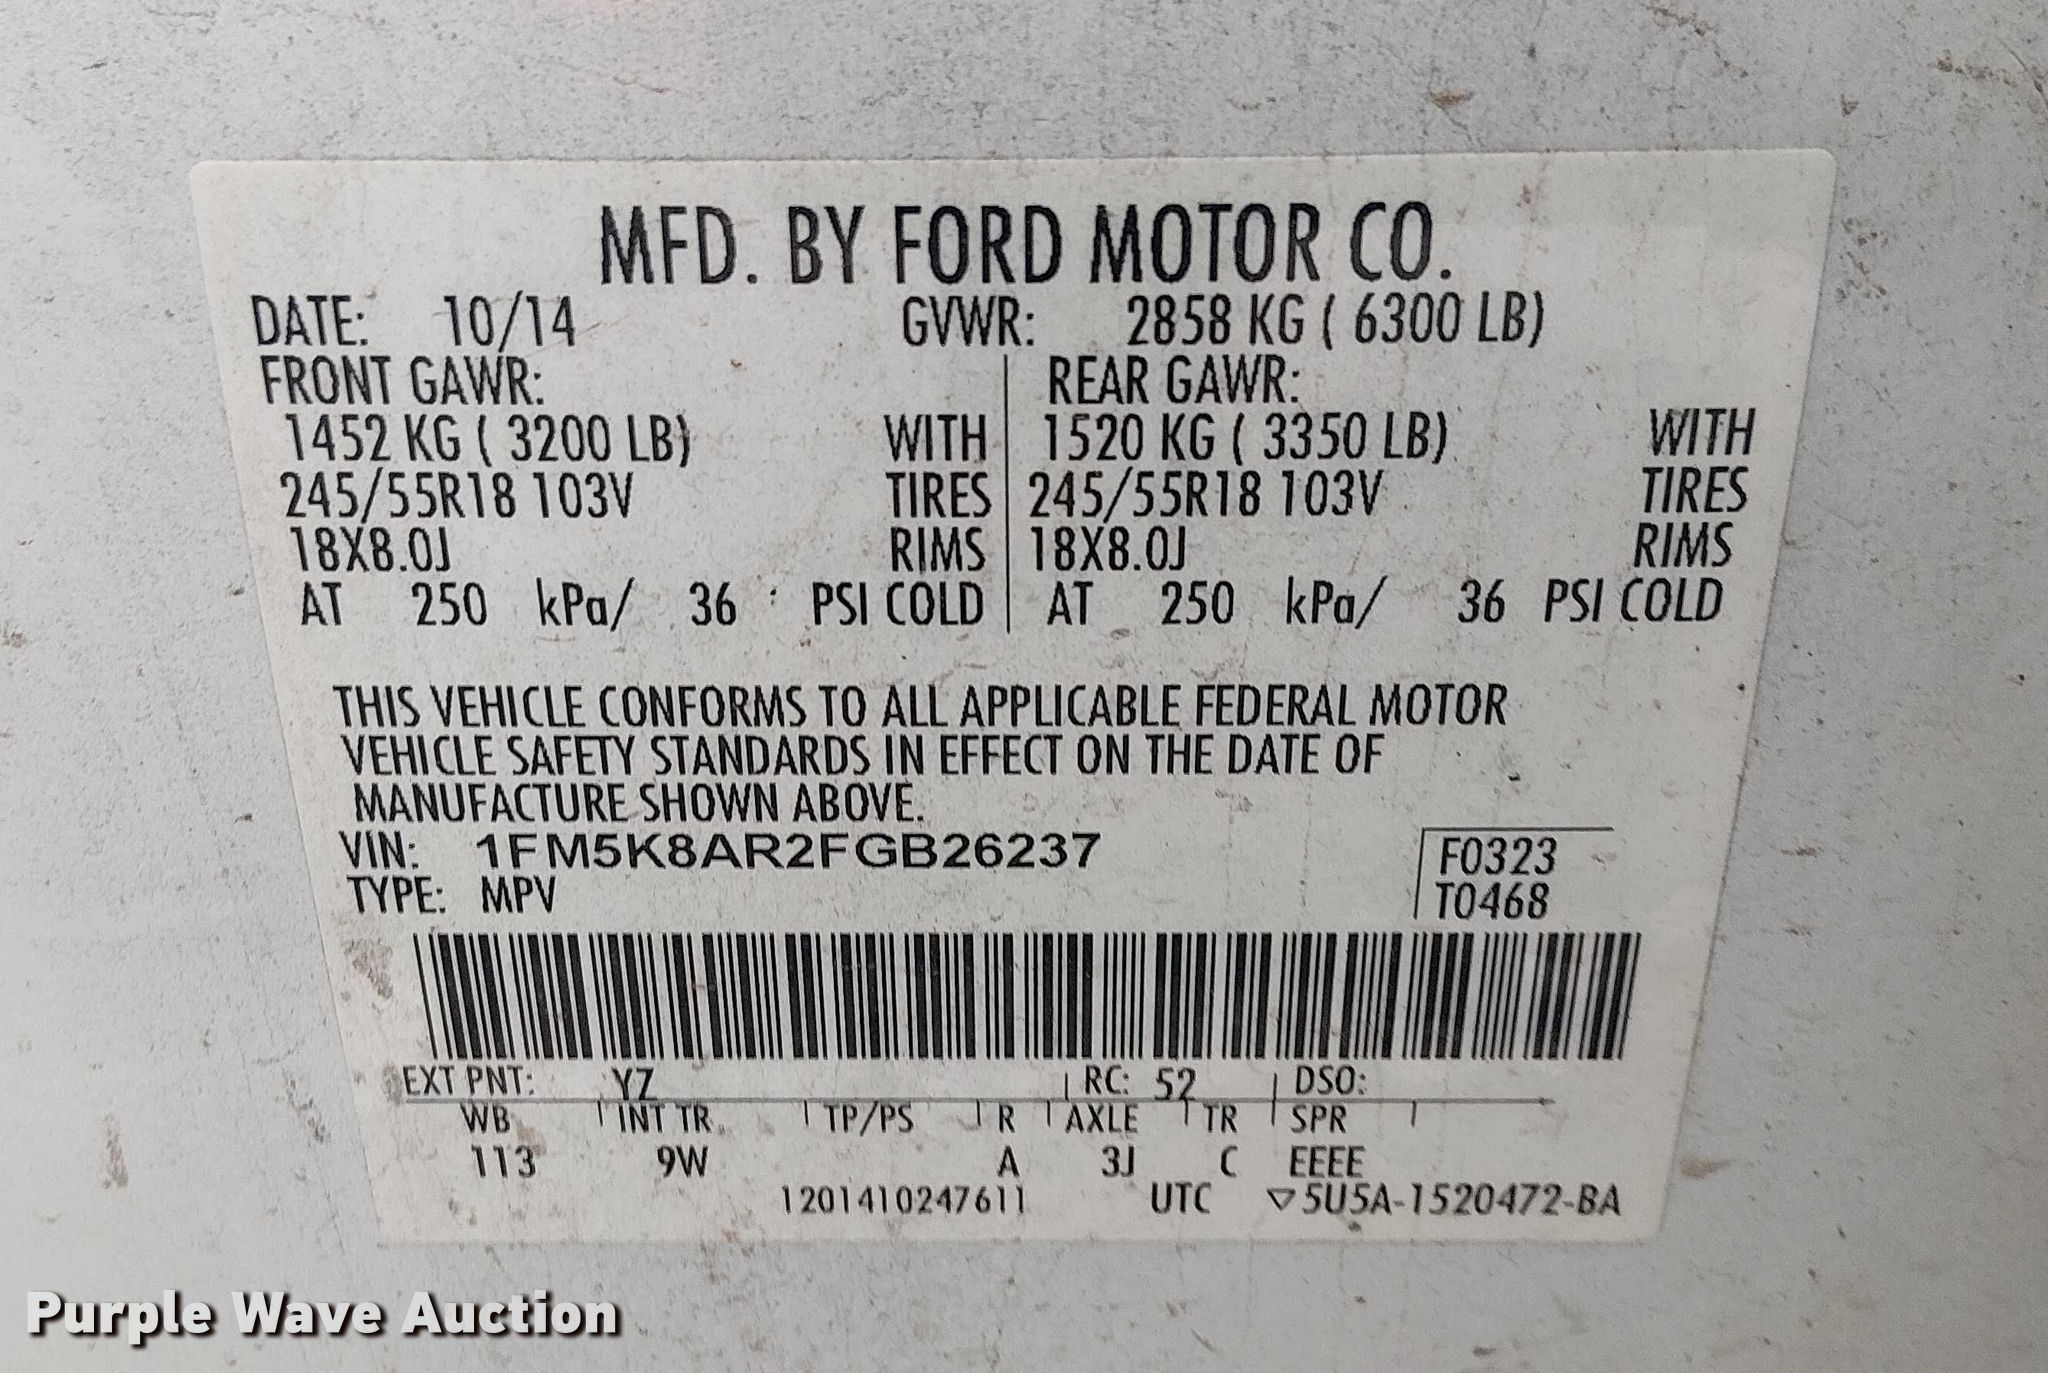 MFD. BY FORD MOTOR CO.
DATE: 10/14 GVWR: 2858 KG ( 6300 LB)
FRONT GAWR: REAR GAWR:
1452 KG ( 3200 LB) WITH 1520 KG ( 3350 LB) WITH
245/55R18 103V TIRES 245/55R18 103V TIRES
18X8.0J RIMS 18X8.0J RIMS
AT 250 kPa/ 36 PSI COLD AT 250 kPa/ 36 PSI COLD
THIS VEHICLE CONFORMS TO ALL APPLICABLE FEDERAL MOTOR
VEHICLE SAFETY STANDARDS IN EFFECT ON THE DATE OF
MANUFACTURE SHOWN ABOVE.
VIN: 1FM5K8AR2FGB26237 F0323
TYPE: MPV T0468
EXT PNT: YZ RC: 52 DSO:
WB INT TR TP/PS R AXLE TR SPR
113 9W A 3J C EEEE
1201410247611 UTC ▽5U5A-1520472-BA
Purple Wave Auction